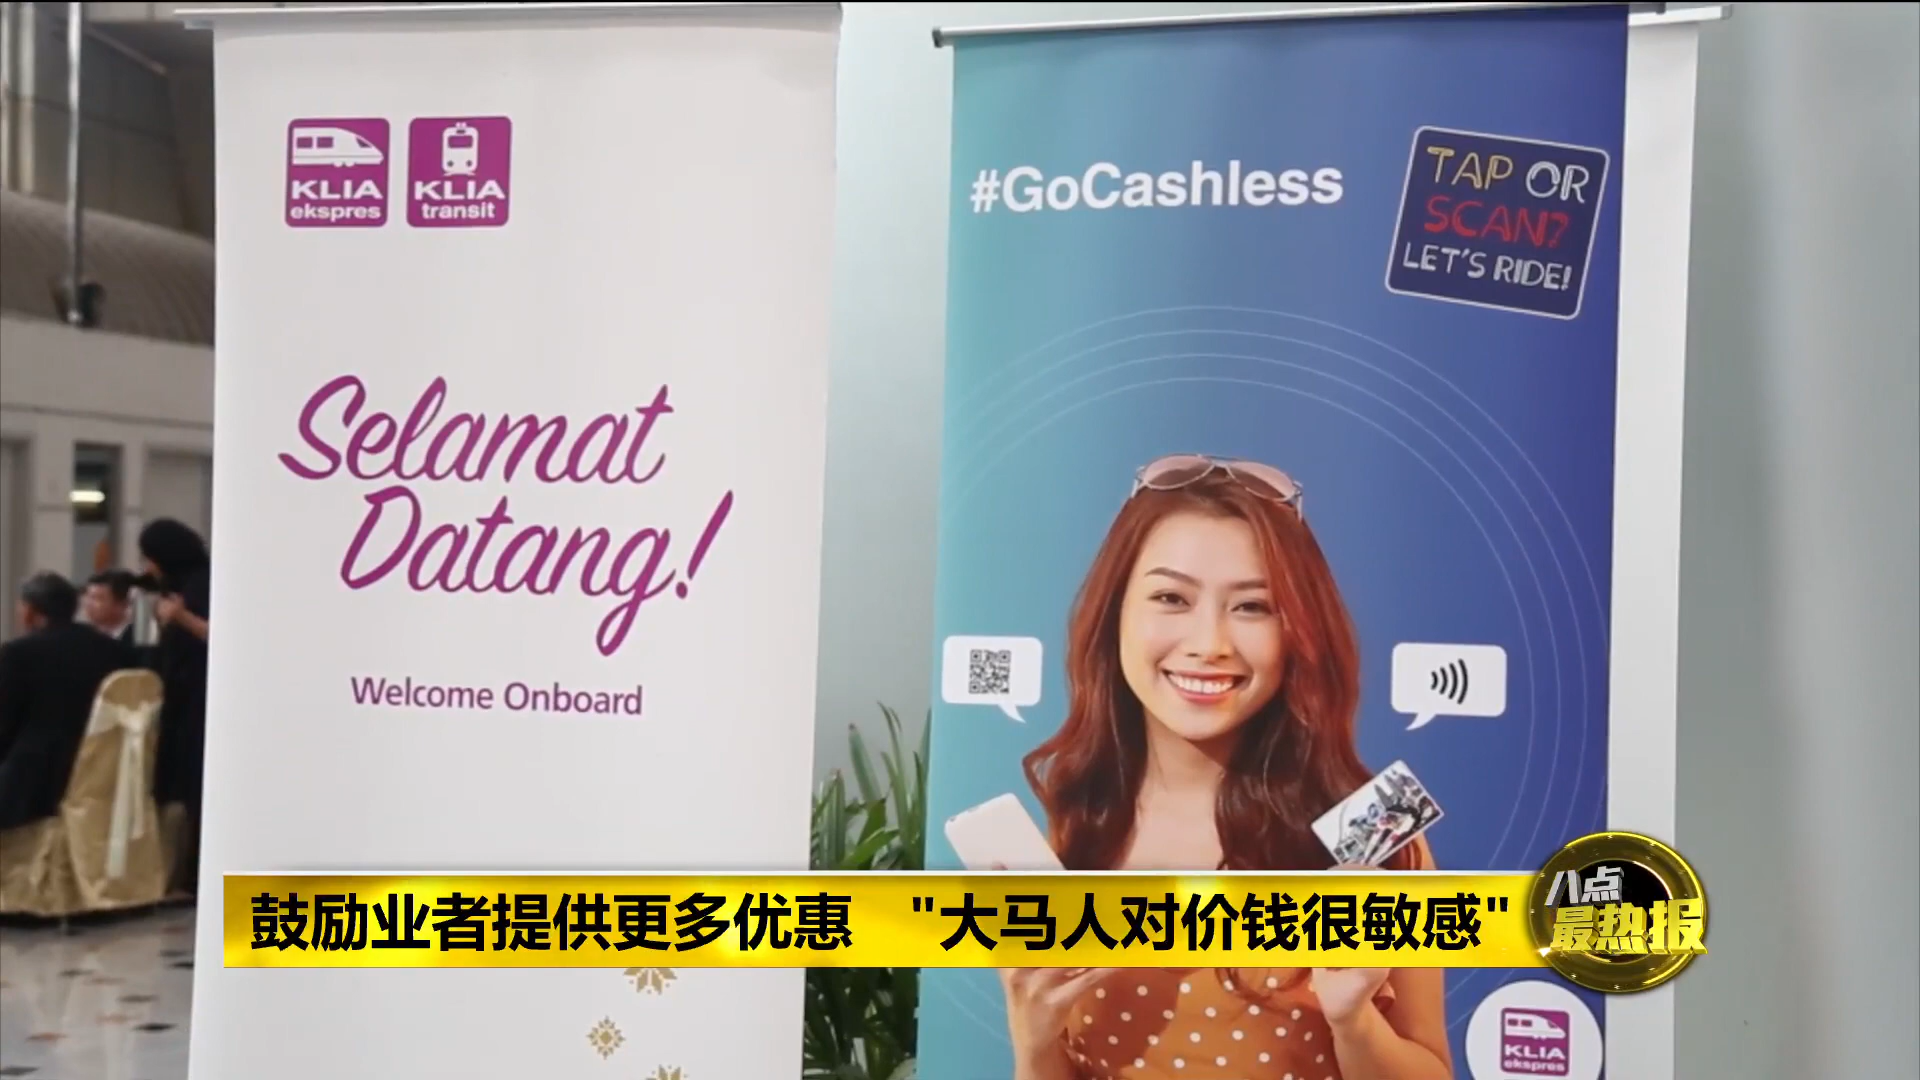 KLIA
ekspres
KLIA
transit
Selamat
Datang!
Welcome Onboard
#GoCashless
TAP OR
SCAN?
LET'S RIDE!
鼓励业者提供更多优惠 "大马人对价钱很敏感"
八点
最热报
KLIA
ekspres